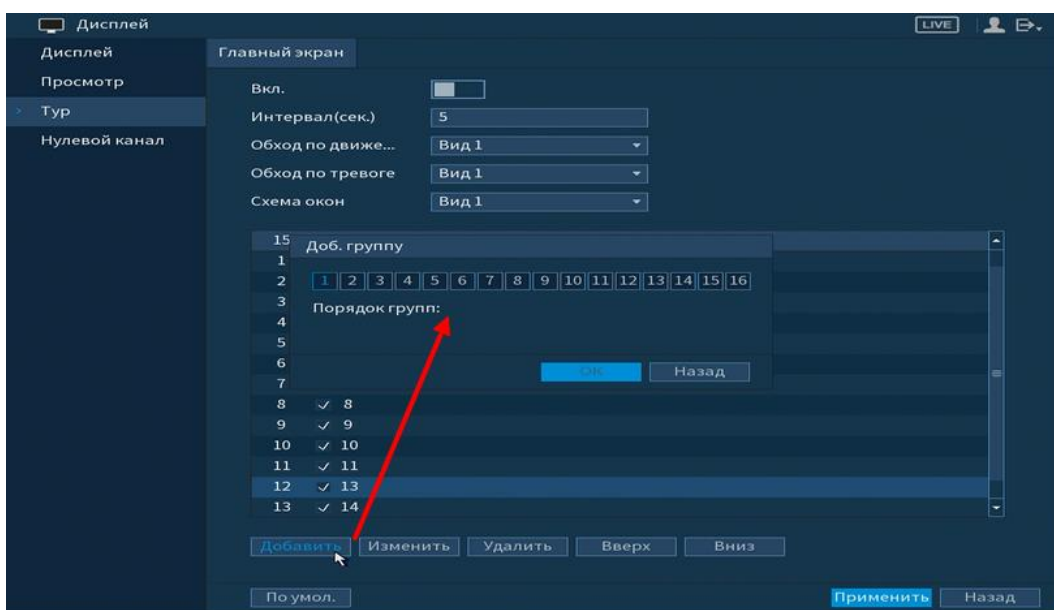 Дисплей LIVE
Дисплей
Просмотр
Тур
Нулевой канал
Главный экран
Вкл.
Интервал(сек.) 5
Обход по движе... Вид 1
Обход по тревоге Вид 1
Схема окон Вид 1
15
Доб. группу
1
2
3
4
5
6
7
1 2 3 4 5 6 7 8 9 10 11 12 13 14 15 16
Порядок групп:
OK Назад
8 8
9 9
10 10
11 11
12 13
13 14
Добавить Изменить Удалить Вверх Вниз
По умол. Применить Назад